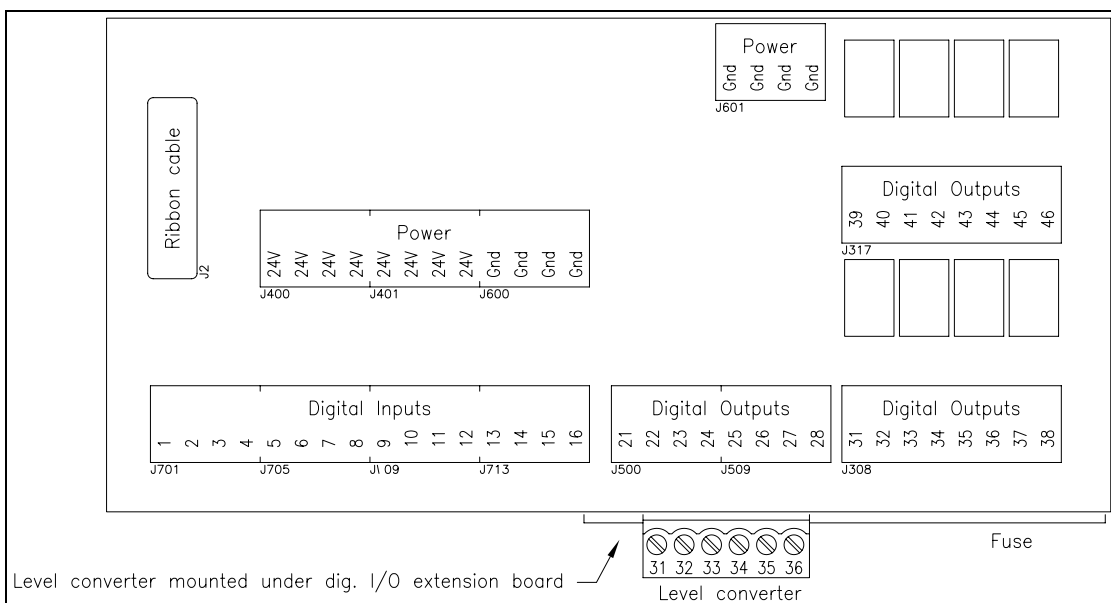 Power
Gnd Gnd Gnd Gnd
J601
Ribbon cable
J2
Digital Outputs
39 40 41 42 43 44 45 46
J317
Power
24V 24V 24V 24V 24V 24V 24V 24V Gnd Gnd Gnd Gnd
J400 J401 J600
Digital Inputs
1 2 3 4 5 6 7 8 9 10 11 12 13 14 15 16
J701 J705 J\ 09 J713
Digital Outputs
21 22 23 24 25 26 27 28
J500 J509
Digital Outputs
31 32 33 34 35 36 37 38
J308
Fuse
31 32 33 34 35 36
Level converter mounted under dig. I/O extension board
Level converter